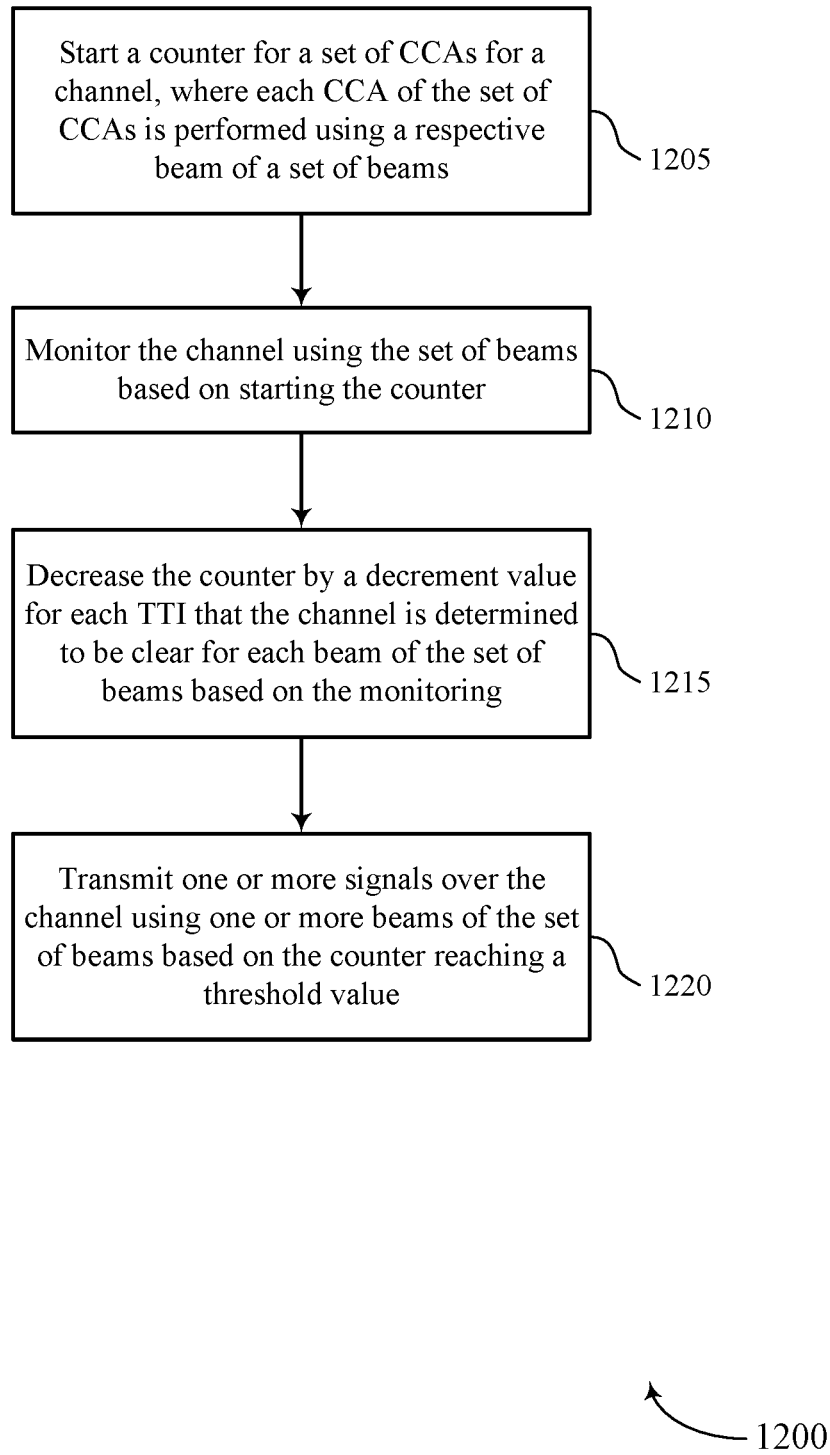 Start a counter for a set of CCAs for a
channel, where each CCA of the set of
CCAs is performed using a respective
beam of a set of beams
1205
Monitor the channel using the set of beams
based on starting the counter
1210
Decrease the counter by a decrement value
for each TTI that the channel is determined
to be clear for each beam of the set of
beams based on the monitoring
1215
Transmit one or more signals over the
channel using one or more beams of the set
of beams based on the counter reaching a
threshold value
1220
1200